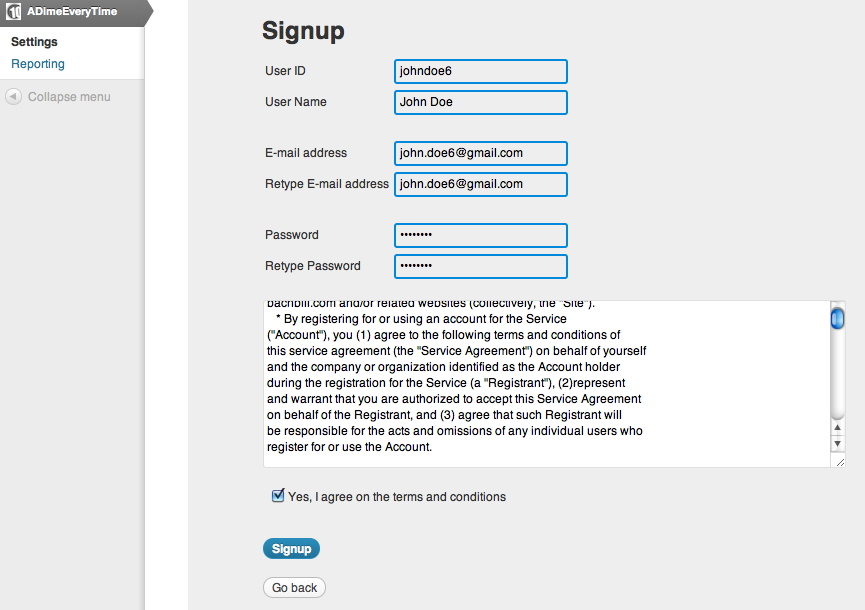 ADimeEveryTime
Settings
Reporting
Collapse menu
Signup
User ID johndoe6
User Name John Doe
E-mail address john.doe6@gmail.com
Retype E-mail address john.doe6@gmail.com
Password ••••••••
Retype Password ••••••••
bachbill.com and/or related websites (collectively, the "Site").
* By registering for or using an account for the Service
("Account"), you (1) agree to the following terms and conditions of
this service agreement (the "Service Agreement") on behalf of yourself
and the company or organization identified as the Account holder
during the registration for the Service (a "Registrant"), (2)represent
and warrant that you are authorized to accept this Service Agreement
on behalf of the Registrant, and (3) agree that such Registrant will
be responsible for the acts and omissions of any individual users who
register for or use the Account.
Yes, I agree on the terms and conditions
Signup
Go back